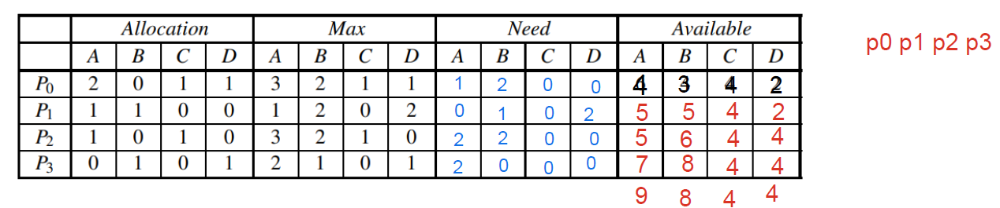 Allocation Max Need Available
A B C D A B C D A B C D A B C D
P0 2 0 1 1 3 2 1 1 1 2 0 0 4 3 4 2
P1 1 1 0 0 1 2 0 2 0 1 0 2 5 5 4 2
P2 1 0 1 0 3 2 1 0 2 2 0 0 5 6 4 4
P3 0 1 0 1 2 1 0 1 2 0 0 0 7 8 4 4
9 8 4 4
p0 p1 p2 p3